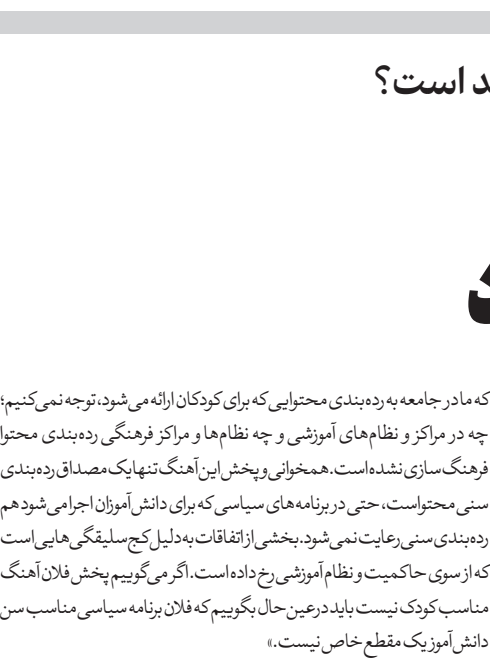 است؟
که ما در جامعه به رده‌بندی محتوایی که برای کودکان ارائه می‌شود، توجه نمی‌کنیم؛
چه در مراکز و نظام‌های آموزشی و چه نظام‌ها و مراکز فرهنگی رده‌بندی محتوا
فرهنگ‌سازی نشده است. همخوانی و پخش این آهنگ تنها یک مصداق رده‌بندی
سنی محتواست، حتی در برنامه‌های سیاسی که برای دانش‌آموزان اجرا می‌شود هم
رده‌بندی سنی رعایت نمی‌شود. بخشی از اتفاقات به‌دلیل کج‌سلیقگی‌هایی است
که از سوی حاکمیت و نظام آموزشی رخ داده است. اگر می‌گوییم پخش فلان آهنگ
مناسب کودک نیست باید درعین‌حال بگوییم که فلان برنامه سیاسی مناسب سن
دانش‌آموز یک مقطع خاص نیست.»